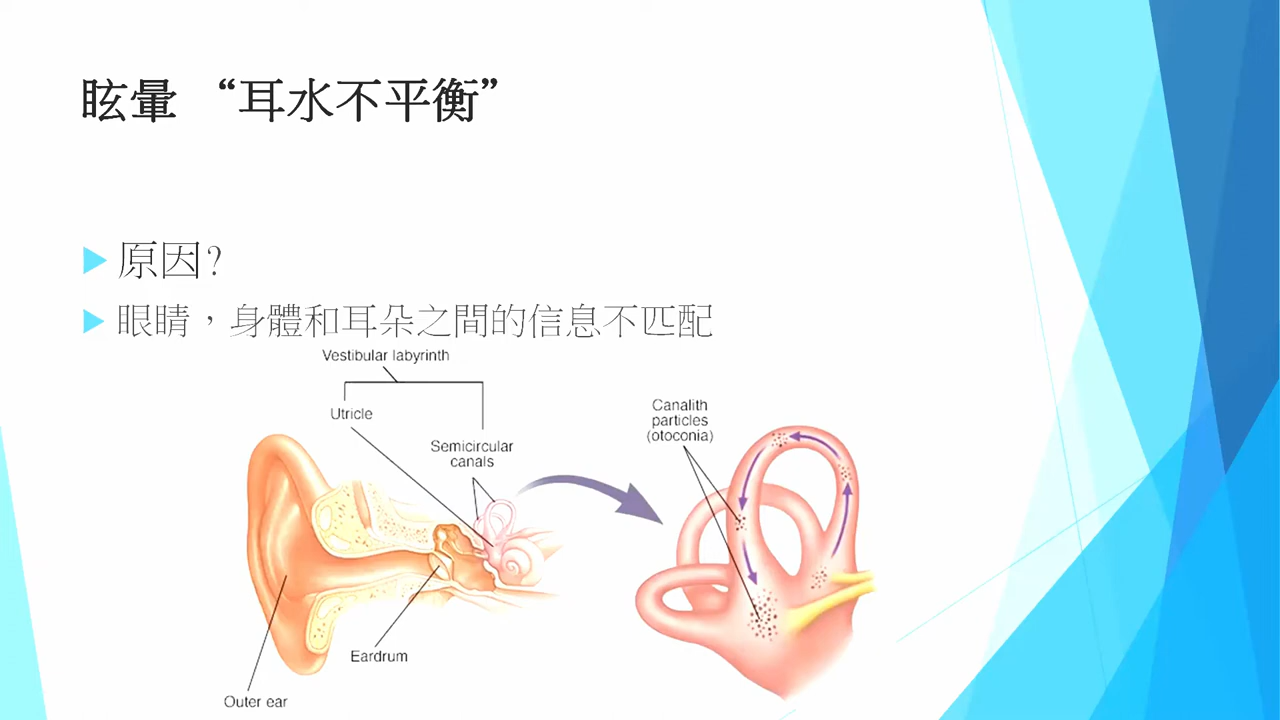 眩暈 “耳水不平衡”
原因?
眼睛，身體和耳朵之間的信息不匹配
Vestibular labyrinth
Utricle
Semicircular
canals
Canalith
particles
(otoconia)
Eardrum
Outer ear